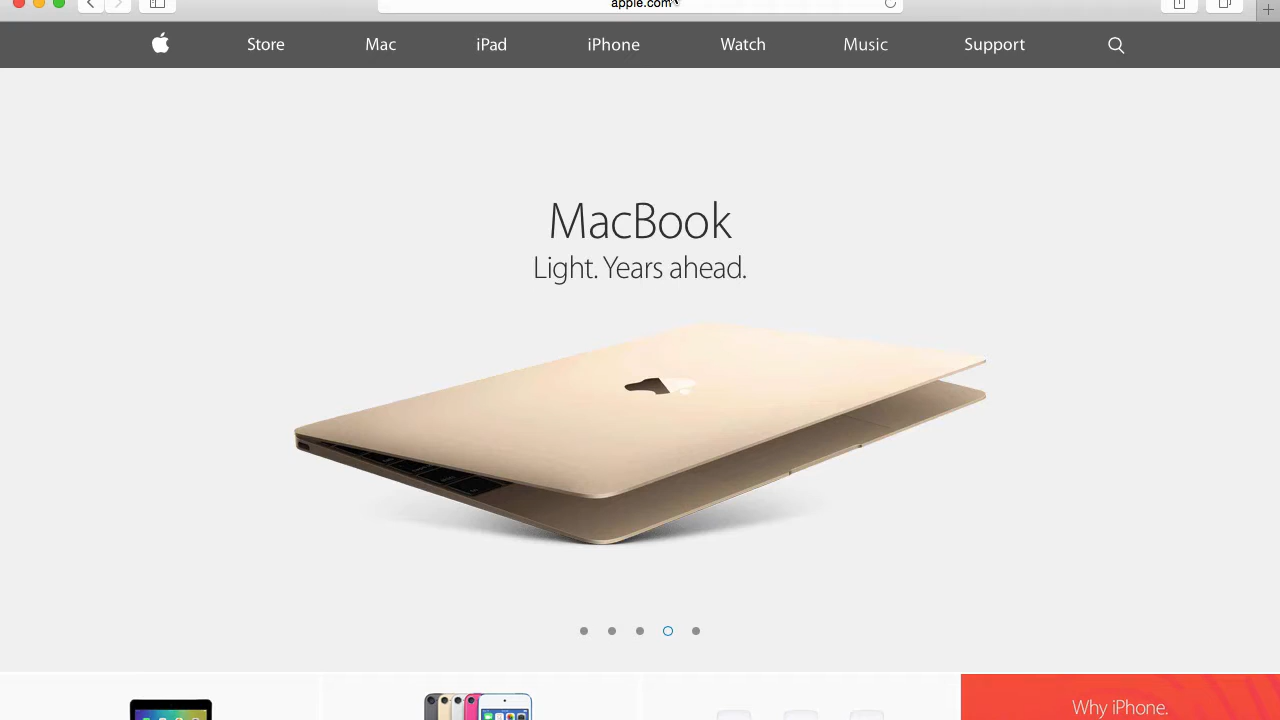 apple.com
Store Mac iPad iPhone Watch Music Support
MacBook
Light. Years ahead.
Why iPhone.